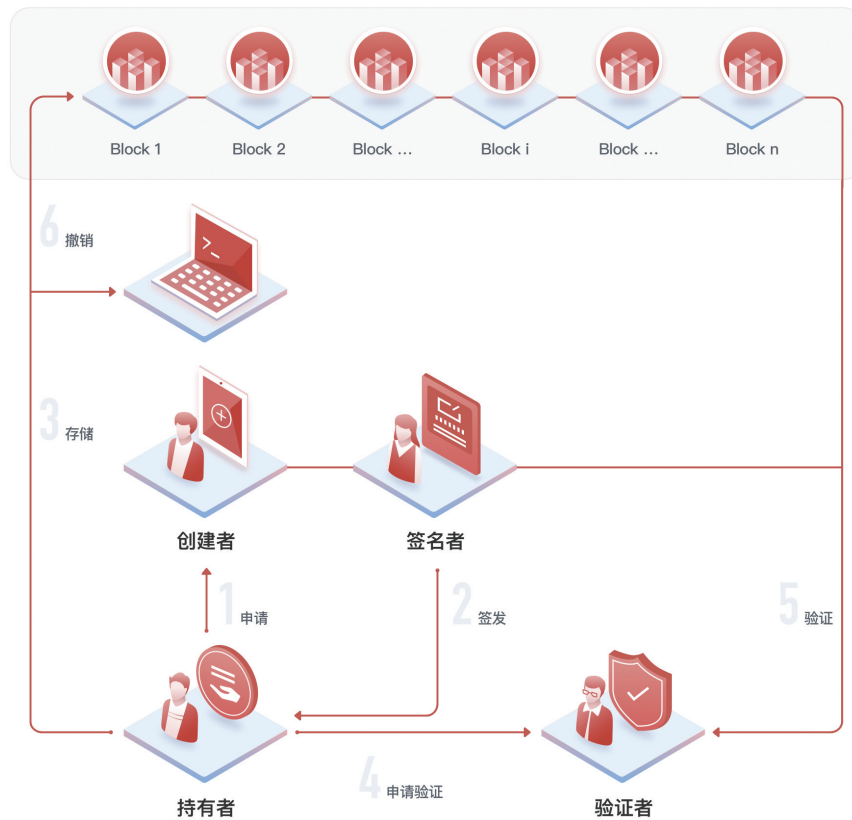 Block 1
Block 2
Block ...
Block i
Block ...
Block n
6 撤销
>_
3 存储
创建者
签名者
1 申请
2 签发
5 验证
4 申请验证
持有者
验证者